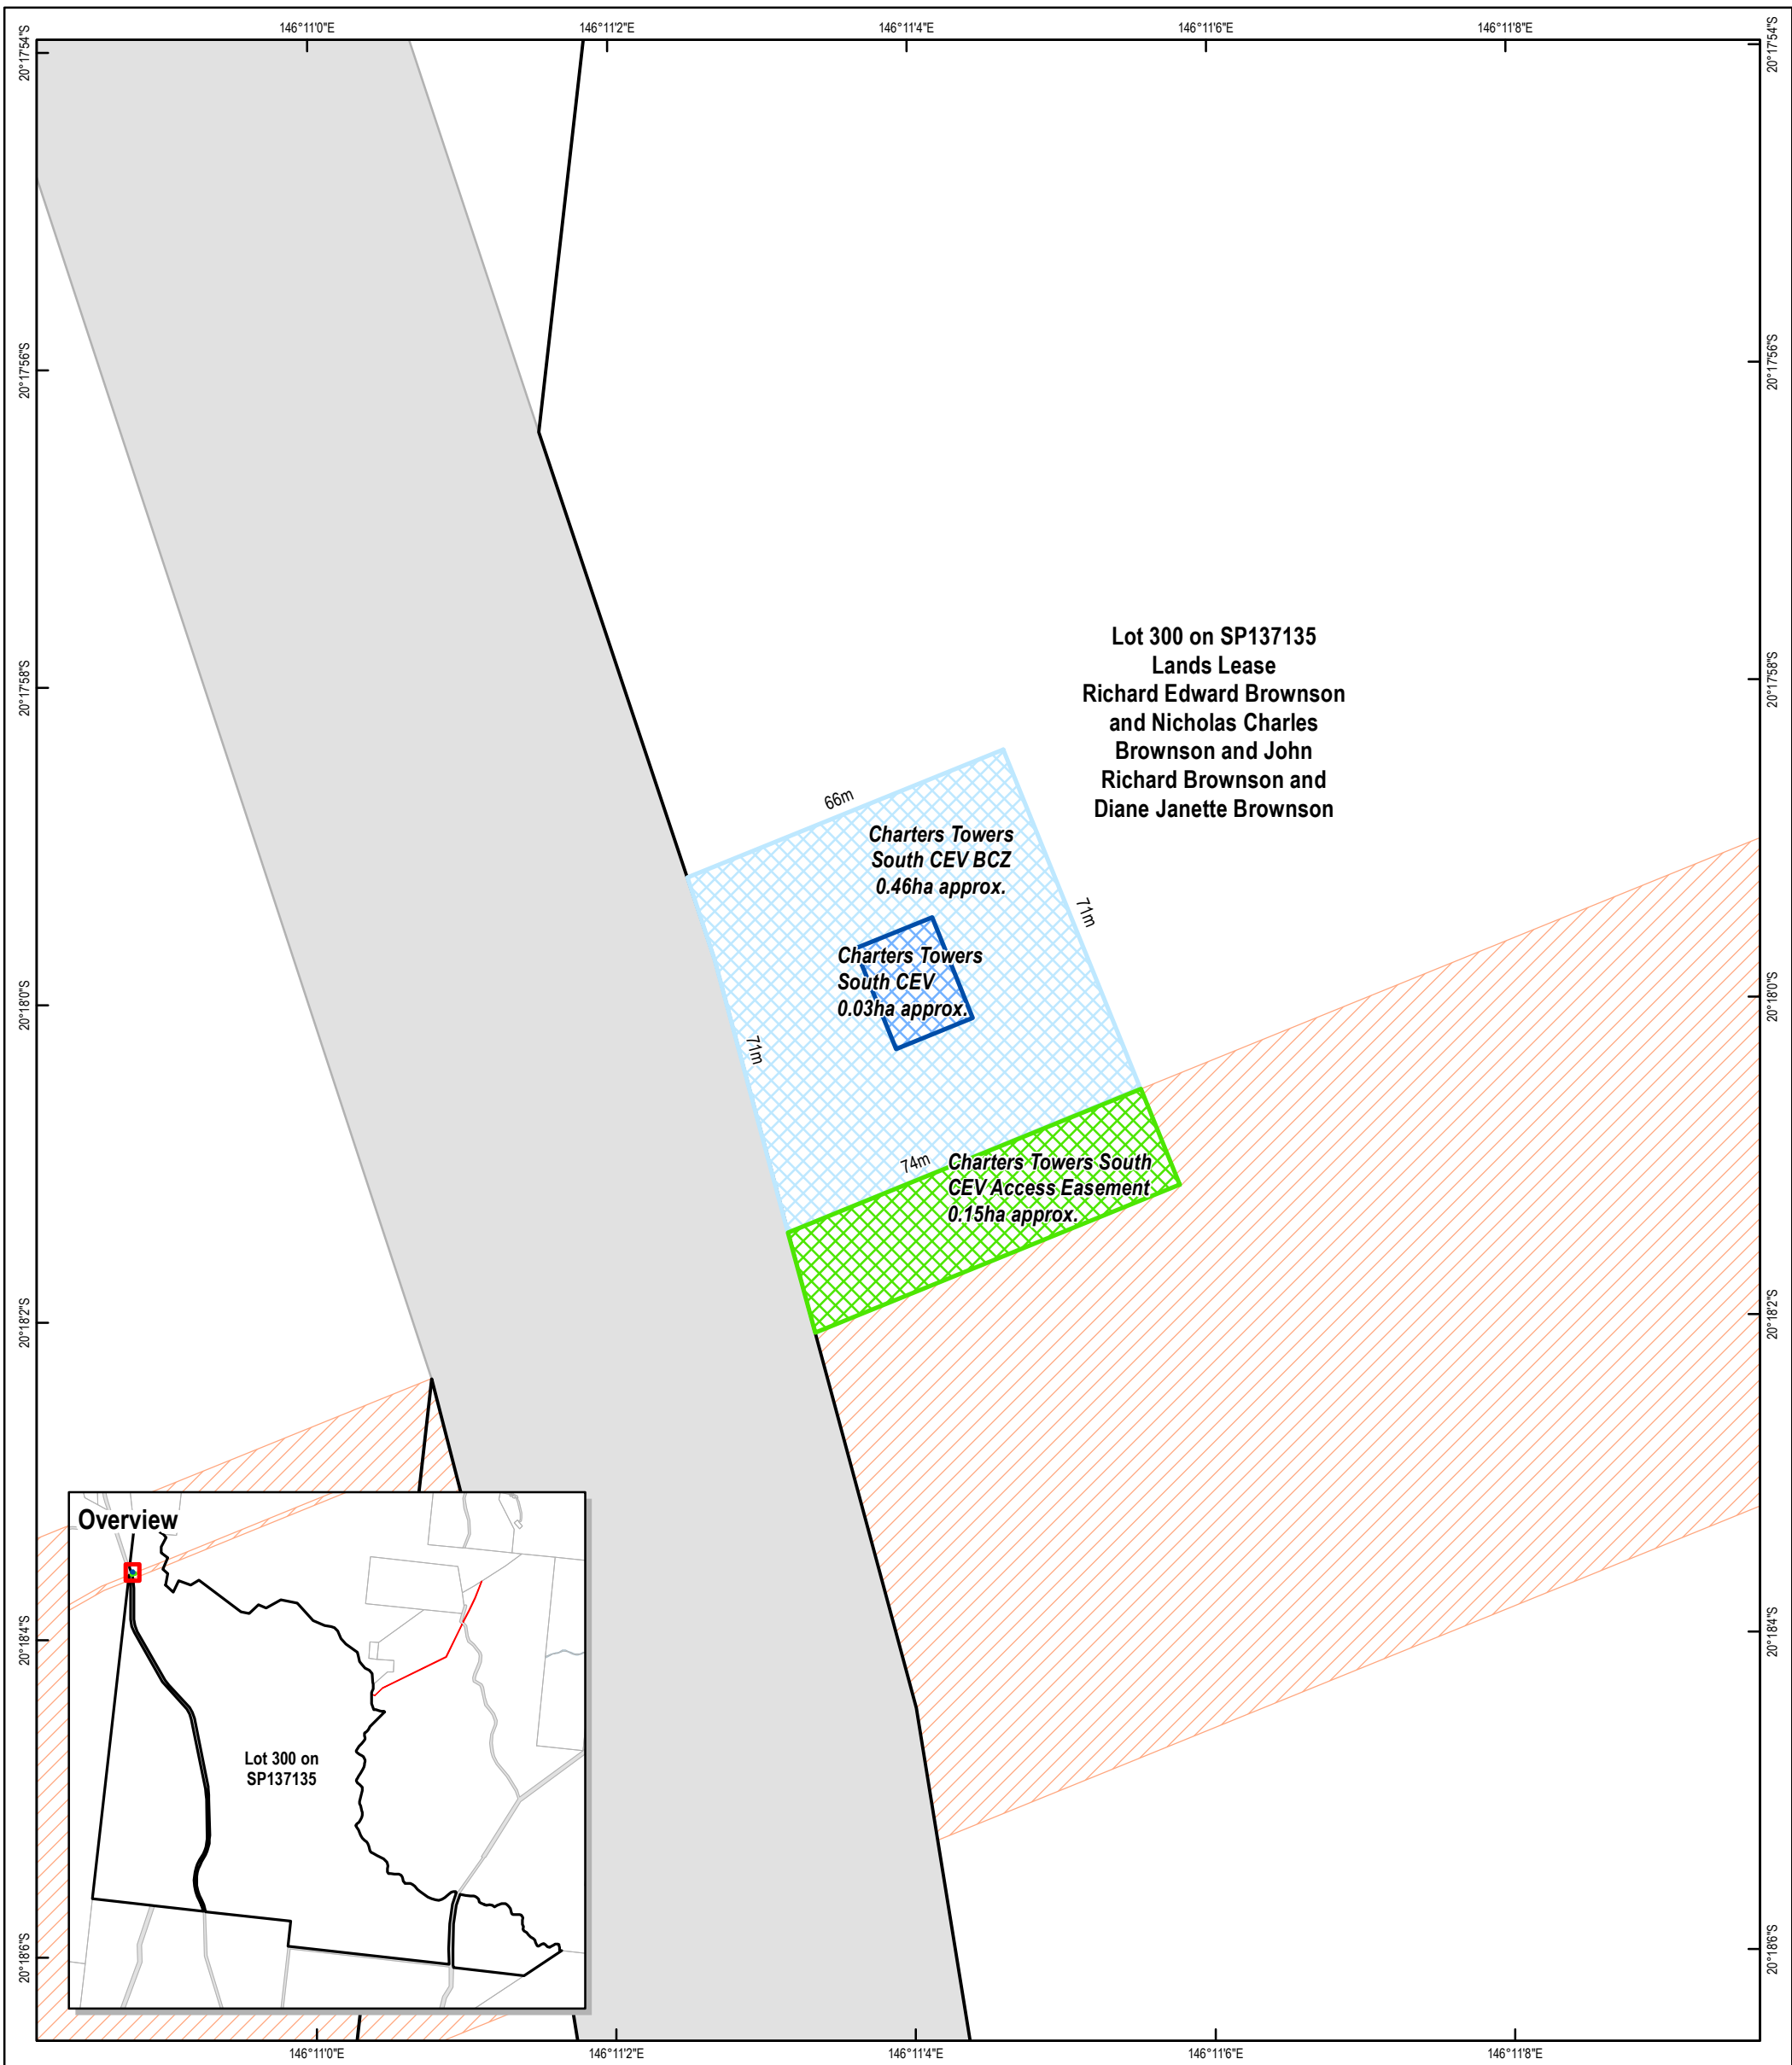 146°11'0"E
146°11'2"E
146°11'4"E
146°11'6"E
146°11'8"E
20°17'54"S
20°17'54"S
20°17'56"S
20°17'56"S
Lot 300 on SP137135
Lands Lease
Richard Edward Brownson
and Nicholas Charles
Brownson and John
Richard Brownson and
Diane Janette Brownson
20°17'58"S
20°17'58"S
66m
Charters Towers
South CEV BCZ
0.46ha approx.
71m
Charters Towers
South CEV
0.03ha approx.
71m
20°18'0"S
20°18'0"S
74m
Charters Towers South
CEV Access Easement
0.15ha approx.
20°18'2"S
20°18'2"S
Overview
Lot 300 on
SP137135
20°18'4"S
20°18'4"S
20°18'6"S
20°18'6"S
146°11'0"E
146°11'2"E
146°11'4"E
146°11'6"E
146°11'8"E